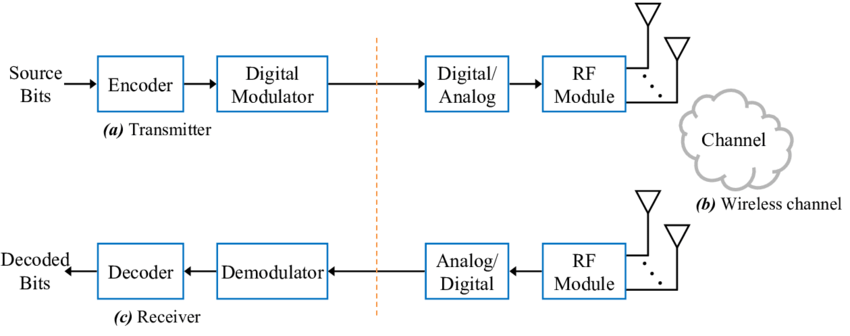 Source
Bits
Encoder
Digital
Modulator
Digital/
Analog
RF
Module
(a) Transmitter
Channel
(b) Wireless channel
Decoded
Bits
Decoder
Demodulator
Analog/
Digital
RF
Module
(c) Receiver